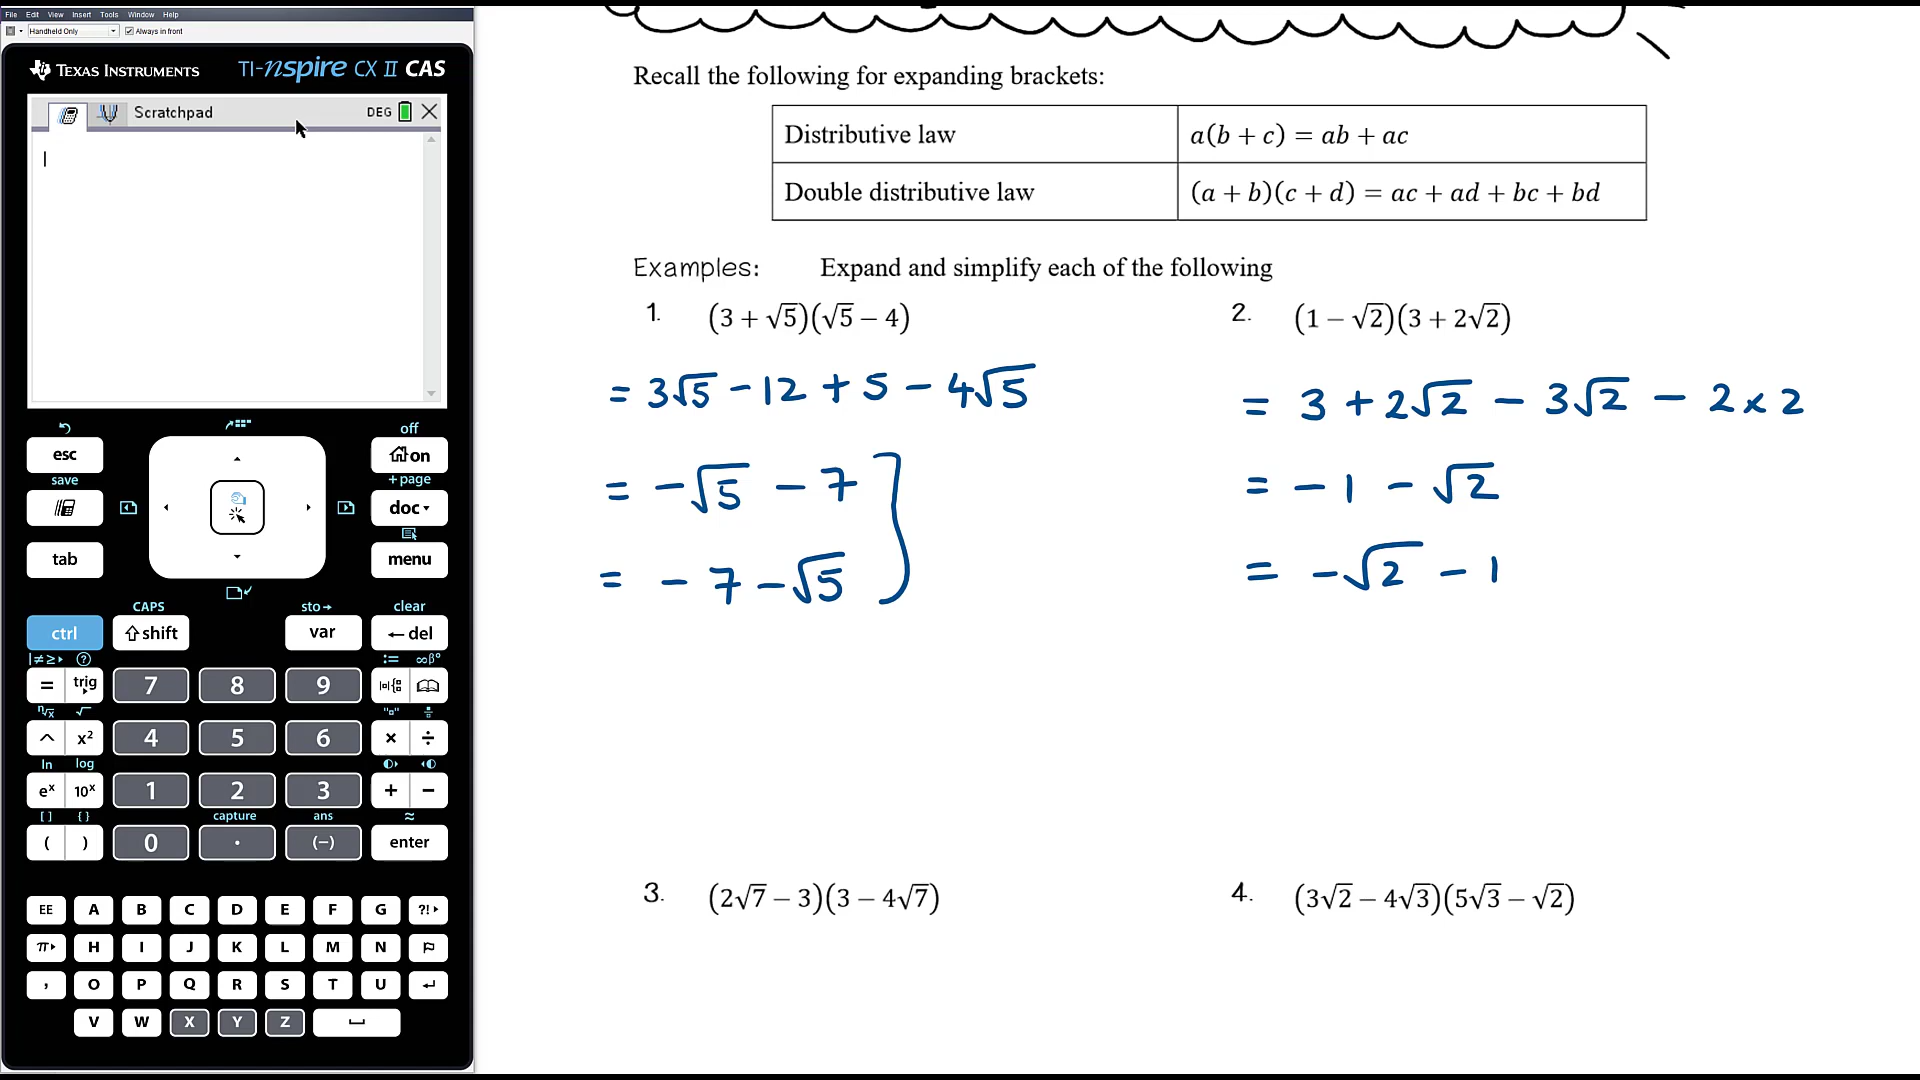 File Edit View Insert Tools Window Help
Handheld Only Always in front
TEXAS INSTRUMENTS TI-nspire CX II CAS
Scratchpad DEG
off
esc on
save +page
doc
tab menu
CAPS sto→ clear
ctrl shift var ←del
|≠≥▸ ? := ∞β°
= trig 7 8 9
ⁿ√x √
^ x² 4 5 6 × ÷
ln log
eˣ 10ˣ 1 2 3 + −
[ ] { } capture ans ≈
( ) 0 . (−) enter
EE A B C D E F G ?!▸
π▸ H I J K L M N
, O P Q R S T U ↵
V W X Y Z
Recall the following for expanding brackets:
Distributive law a(b + c) = ab + ac
Double distributive law (a + b)(c + d) = ac + ad + bc + bd
Examples: Expand and simplify each of the following
1. (3 + √5)(√5 − 4)
= 3√5 − 12 + 5 − 4√5
= −√5 − 7
= −7 − √5
2. (1 − √2)(3 + 2√2)
= 3 + 2√2 − 3√2 − 2 × 2
= −1 − √2
= −√2 − 1
3. (2√7 − 3)(3 − 4√7)
4. (3√2 − 4√3)(5√3 − √2)